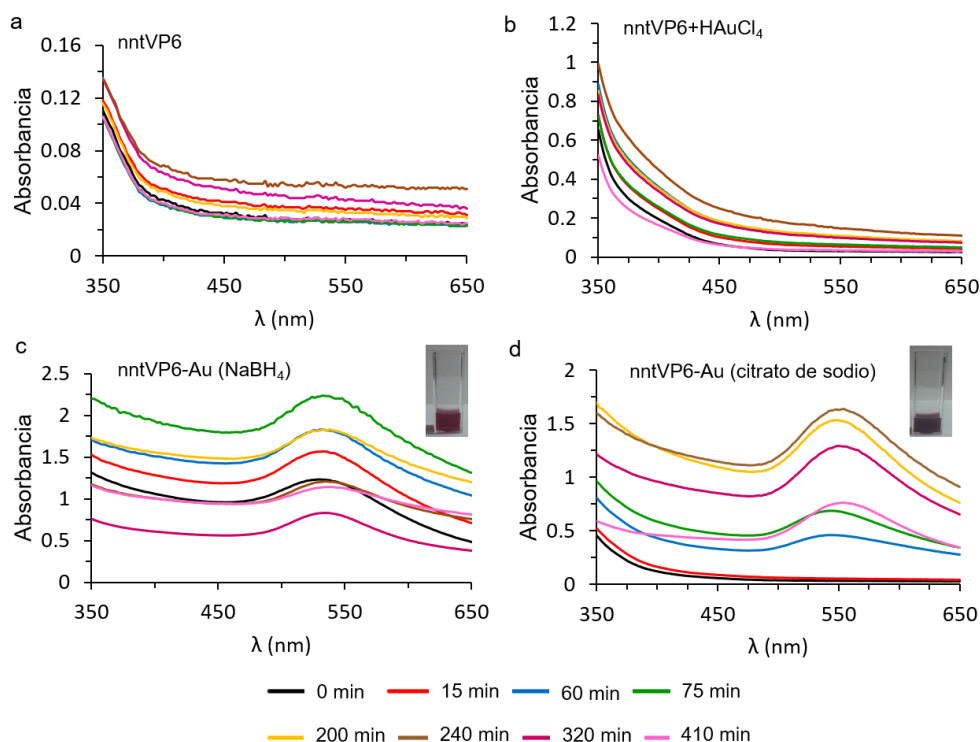 a
nntVP6
0.16
0.12
0.08
0.04
0
Absorbancia
350
450
550
650
λ (nm)
b
nntVP6+HAuCl4
1.2
1
0.8
0.6
0.4
0.2
0
Absorbancia
350
450
550
650
λ (nm)
c
nntVP6-Au (NaBH4)
2.5
2
1.5
1
0.5
0
Absorbancia
350
450
550
650
λ (nm)
d
nntVP6-Au (citrato de sodio)
2
1.5
1
0.5
0
Absorbancia
350
450
550
650
λ (nm)
0 min 15 min 60 min 75 min
200 min 240 min 320 min 410 min